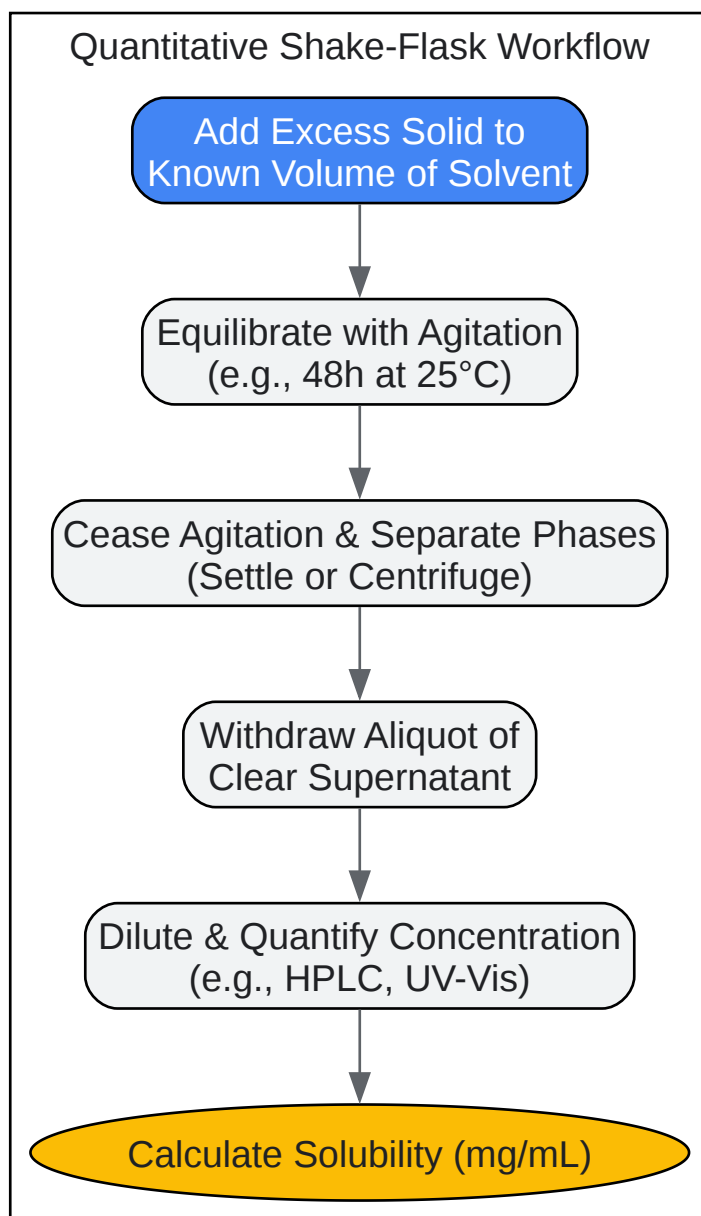 Quantitative Shake-Flask Workflow
Add Excess Solid to
Known Volume of Solvent
Equilibrate with Agitation
(e.g., 48h at 25°C)
Cease Agitation & Separate Phases
(Settle or Centrifuge)
Withdraw Aliquot of
Clear Supernatant
Dilute & Quantify Concentration
(e.g., HPLC, UV-Vis)
Calculate Solubility (mg/mL)